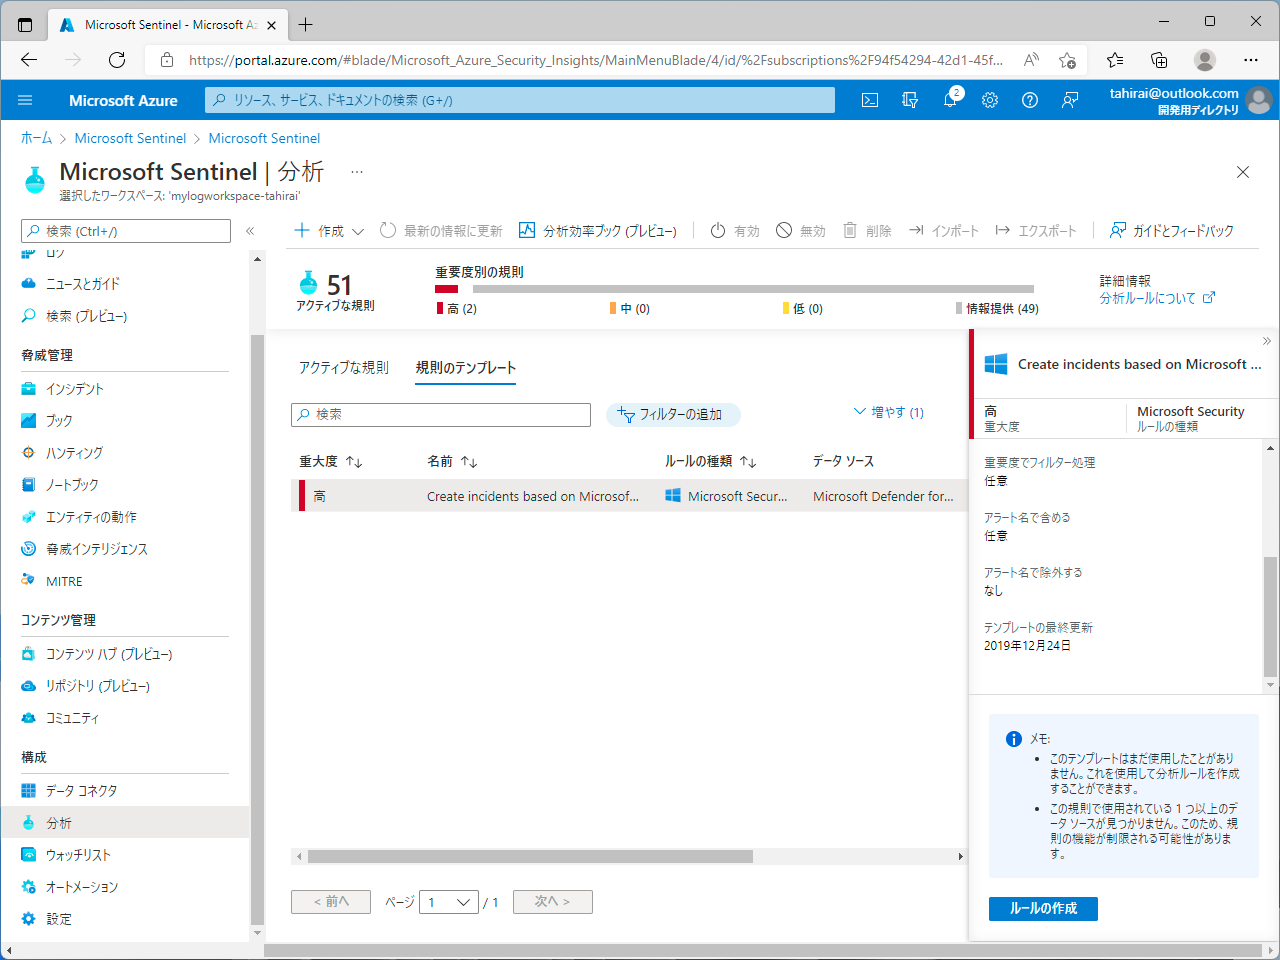 Microsoft Sentinel - Microsoft Az
https://portal.azure.com/#blade/Microsoft_Azure_Security_Insights/MainMenuBlade/4/id/%2Fsubscriptions%2F94f54294-42d1-45f...
Microsoft Azure
リソース、サービス、ドキュメントの検索 (G+/)
2
tahirai@outlook.com
開発用ディレクトリ
ホーム > Microsoft Sentinel > Microsoft Sentinel
Microsoft Sentinel | 分析 ...
選択したワークスペース: 'mylogworkspace-tahirai'
検索 (Ctrl+/)
«
ログ
ニュースとガイド
検索 (プレビュー)
脅威管理
インシデント
ブック
ハンティング
ノートブック
エンティティの動作
脅威インテリジェンス
MITRE
コンテンツ管理
コンテンツ ハブ (プレビュー)
リポジトリ (プレビュー)
コミュニティ
構成
データ コネクタ
分析
ウォッチリスト
オートメーション
設定
作成
最新の情報に更新
分析効率ブック (プレビュー)
有効
無効
削除
インポート
エクスポート
ガイドとフィードバック
51
アクティブな規則
重要度別の規則
高 (2)
中 (0)
低 (0)
情報提供 (49)
詳細情報
分析ルールについて
アクティブな規則
規則のテンプレート
検索
フィルターの追加
増やす (1)
重大度 ↑↓
名前 ↑↓
ルールの種類 ↑↓
データ ソース
高
Create incidents based on Microsof...
Microsoft Secur...
Microsoft Defender for...
< 前へ
ページ
1
/ 1
次へ >
»
Create incidents based on Microsoft ...
高
重大度
Microsoft Security
ルールの種類
重要度でフィルター処理
任意
アラート名で含める
任意
アラート名で除外する
なし
テンプレートの最終更新
2019年12月24日
メモ:
• このテンプレートはまだ使用したことがあり
ません。これを使用して分析ルールを作成
することができます。
• この規則で使用されている 1 つ以上のデ
ータ ソースが見つかりません。このため、規
則の機能が制限される可能性がありま
す。
ルールの作成